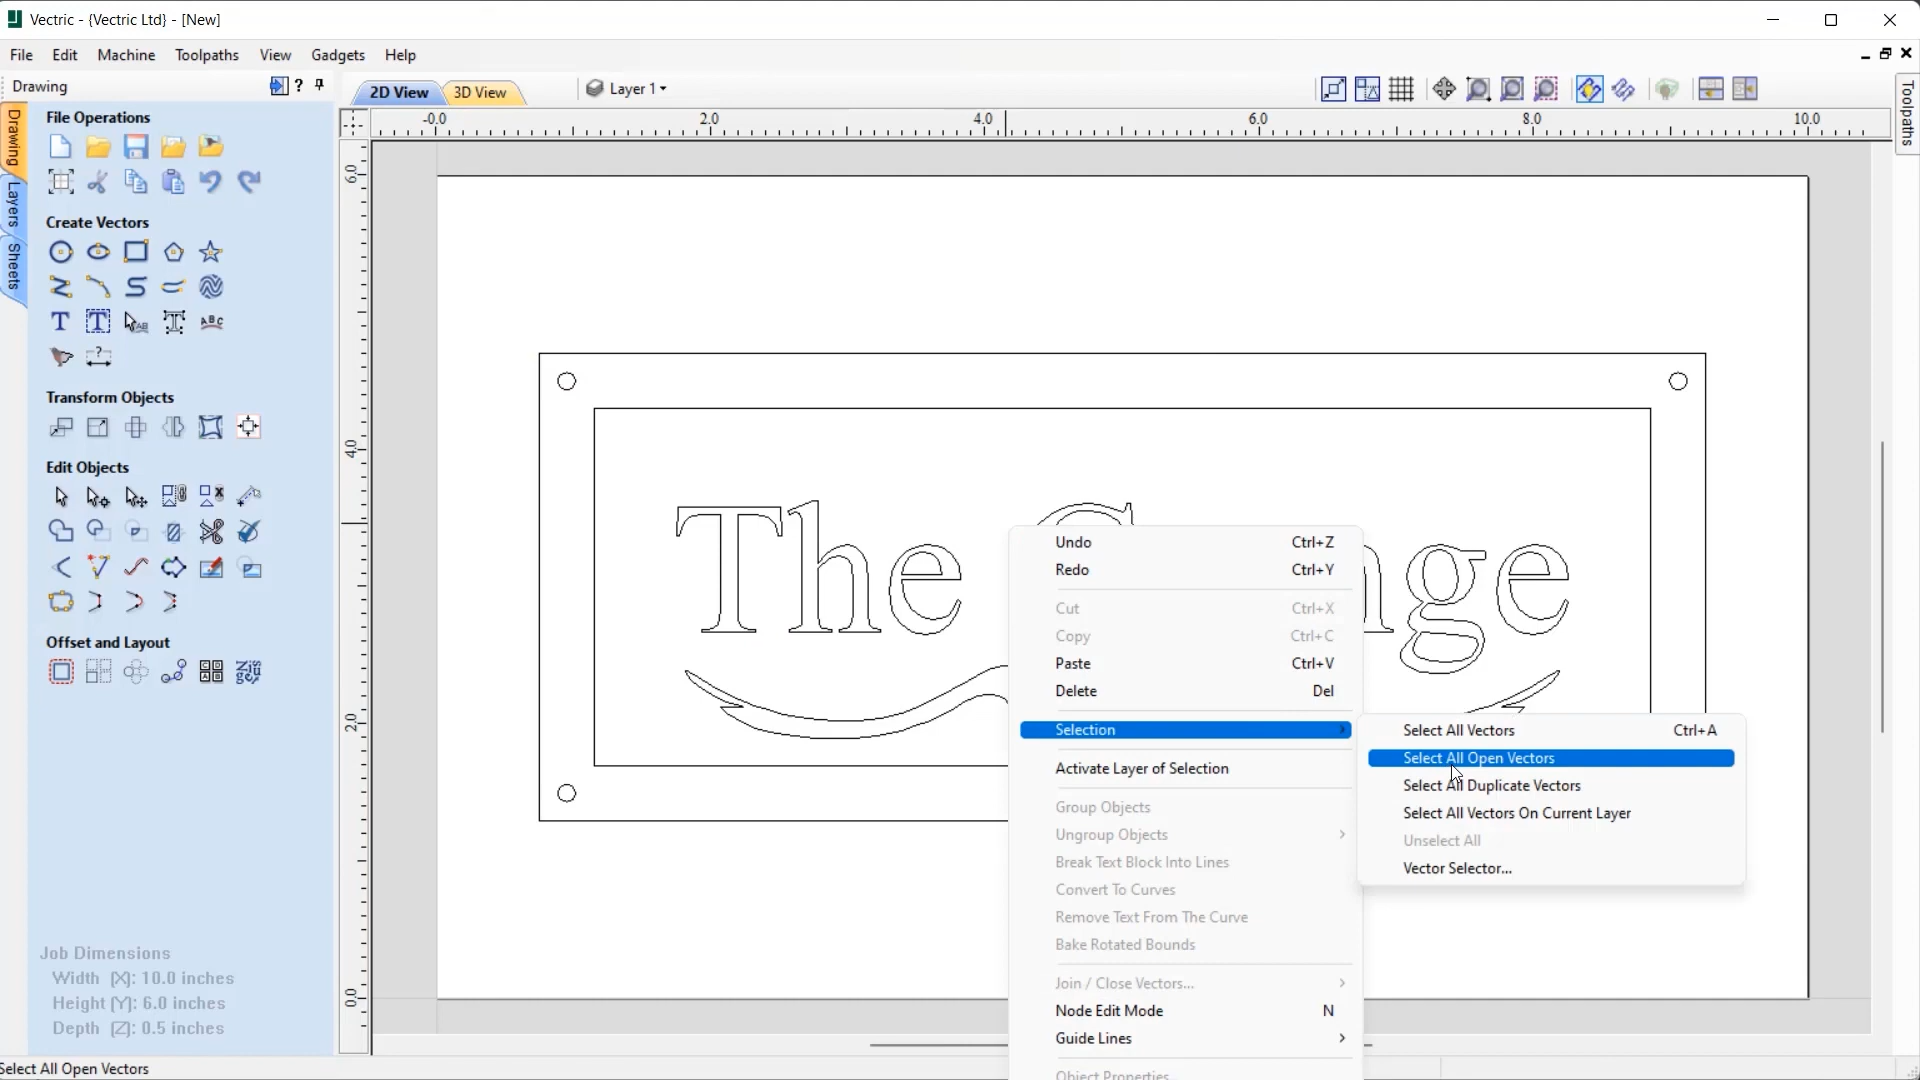 Vectric - {Vectric Ltd} - [New]
File Edit Machine Toolpaths View Gadgets Help
Drawing ?
2D View 3D View Layer 1
Toolpaths
Drawing
Layers
Sheets
File Operations
Create Vectors
Transform Objects
Edit Objects
Offset and Layout
Job Dimensions
Width (X): 10.0 inches
Height (Y): 6.0 inches
Depth (Z): 0.5 inches
-0.0 2.0 4.0 6.0 8.0 10.0
6.0
4.0
2.0
0.0
The nge
Undo Ctrl+Z
Redo Ctrl+Y
Cut Ctrl+X
Copy Ctrl+C
Paste Ctrl+V
Delete Del
Selection
Activate Layer of Selection
Group Objects
Ungroup Objects
Break Text Block Into Lines
Convert To Curves
Remove Text From The Curve
Bake Rotated Bounds
Join / Close Vectors...
Node Edit Mode N
Guide Lines
Object Properties...
Select All Vectors Ctrl+A
Select All Open Vectors
Select All Duplicate Vectors
Select All Vectors On Current Layer
Unselect All
Vector Selector...
Select All Open Vectors